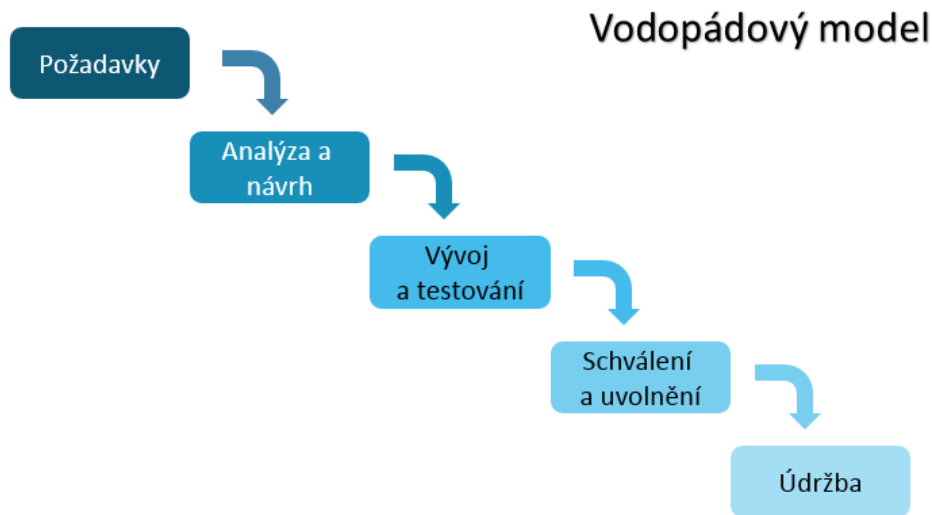 Vodopádový model
Požadavky
Analýza a
návrh
Vývoj
a testování
Schválení
a uvolnění
Údržba